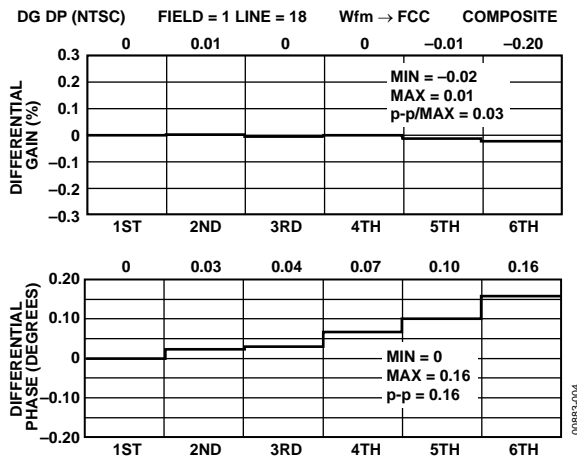 DG DP (NTSC) FIELD = 1 LINE = 18 Wfm → FCC COMPOSITE
0 0.01 0 0 –0.01 –0.20
DIFFERENTIAL
GAIN (%)
0.3
0.2
0.1
0
–0.1
–0.2
–0.3
MIN = –0.02
MAX = 0.01
p-p/MAX = 0.03
1ST 2ND 3RD 4TH 5TH 6TH
0 0.03 0.04 0.07 0.10 0.16
DIFFERENTIAL
PHASE (DEGREES)
0.20
0.10
0
–0.10
–0.20
MIN = 0
MAX = 0.16
p-p = 0.16
1ST 2ND 3RD 4TH 5TH 6TH
00883-004